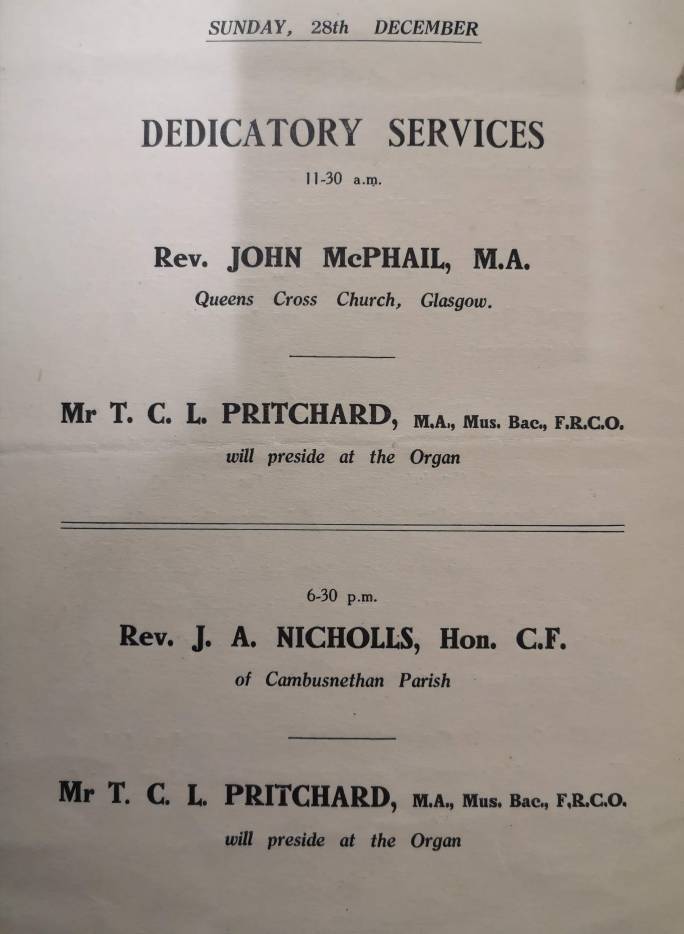 SUNDAY, 28th DECEMBER
DEDICATORY SERVICES
11-30 a.m.
Rev. JOHN McPHAIL, M.A.
Queens Cross Church, Glasgow.
Mr T. C. L. PRITCHARD, M.A., Mus. Bac., F.R.C.O.
will preside at the Organ
6-30 p.m.
Rev. J. A. NICHOLLS, Hon. C.F.
of Cambusnethan Parish
Mr T. C. L. PRITCHARD, M.A., Mus. Bac., F.R.C.O.
will preside at the Organ